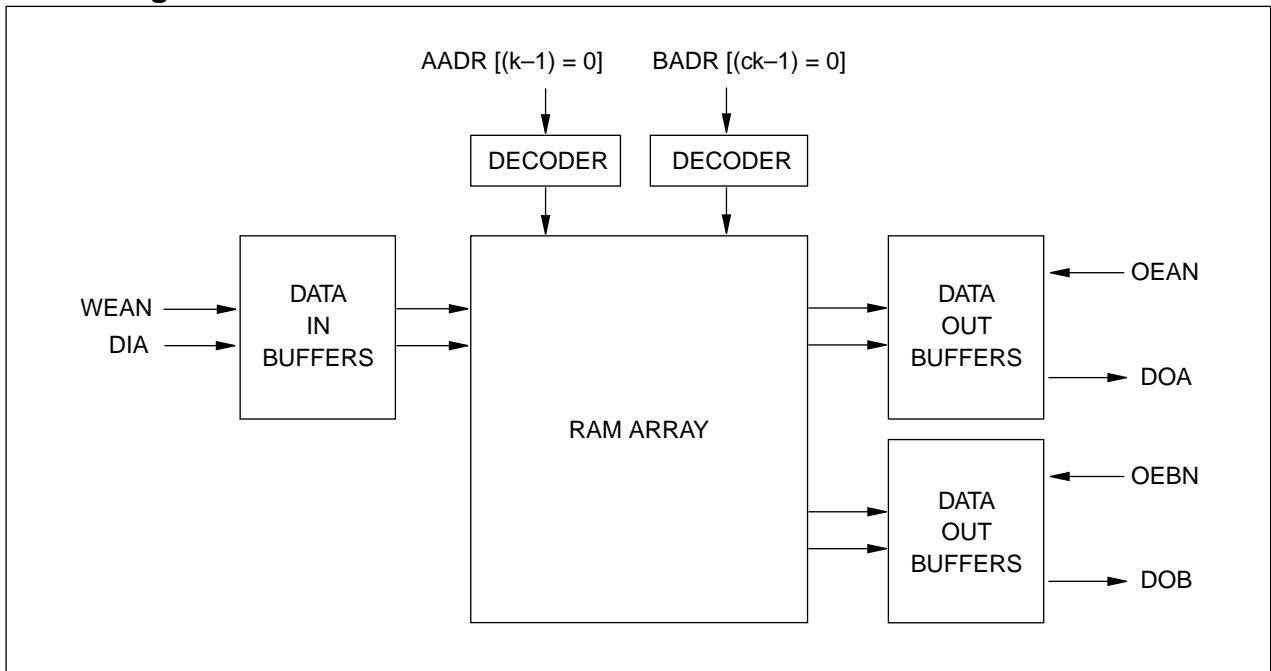 AADR [(k–1) = 0]
BADR [(ck–1) = 0]
DECODER
DECODER
WEAN
DIA
DATA
IN
BUFFERS
RAM ARRAY
DATA
OUT
BUFFERS
OEAN
DOA
DATA
OUT
BUFFERS
OEBN
DOB